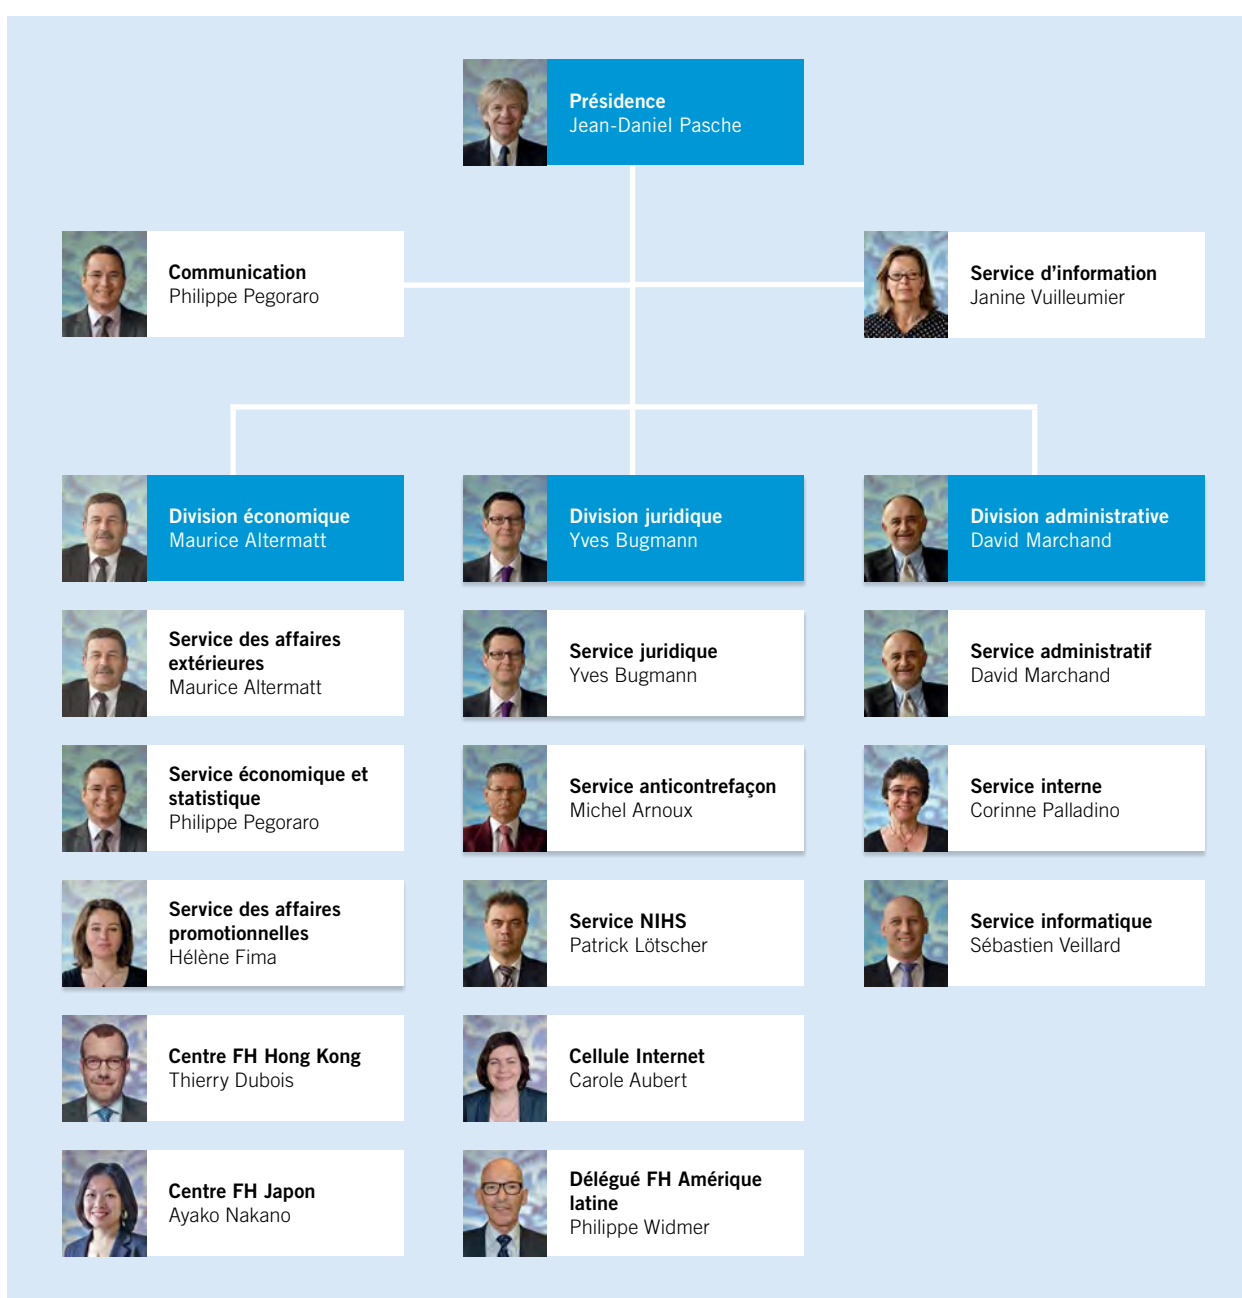 Présidence
Jean-Daniel Pasche
Communication
Philippe Pegoraro
Service d'information
Janine Vuilleumier
Division économique
Maurice Altermatt
Service des affaires
extérieures
Maurice Altermatt
Service économique et
statistique
Philippe Pegoraro
Service des affaires
promotionnelles
Hélène Fima
Centre FH Hong Kong
Thierry Dubois
Centre FH Japon
Ayako Nakano
Division juridique
Yves Bugmann
Service juridique
Yves Bugmann
Service anticontrefaçon
Michel Arnoux
Service NIHS
Patrick Lötscher
Cellule Internet
Carole Aubert
Délégué FH Amérique
latine
Philippe Widmer
Division administrative
David Marchand
Service administratif
David Marchand
Service interne
Corinne Palladino
Service informatique
Sébastien Veillard